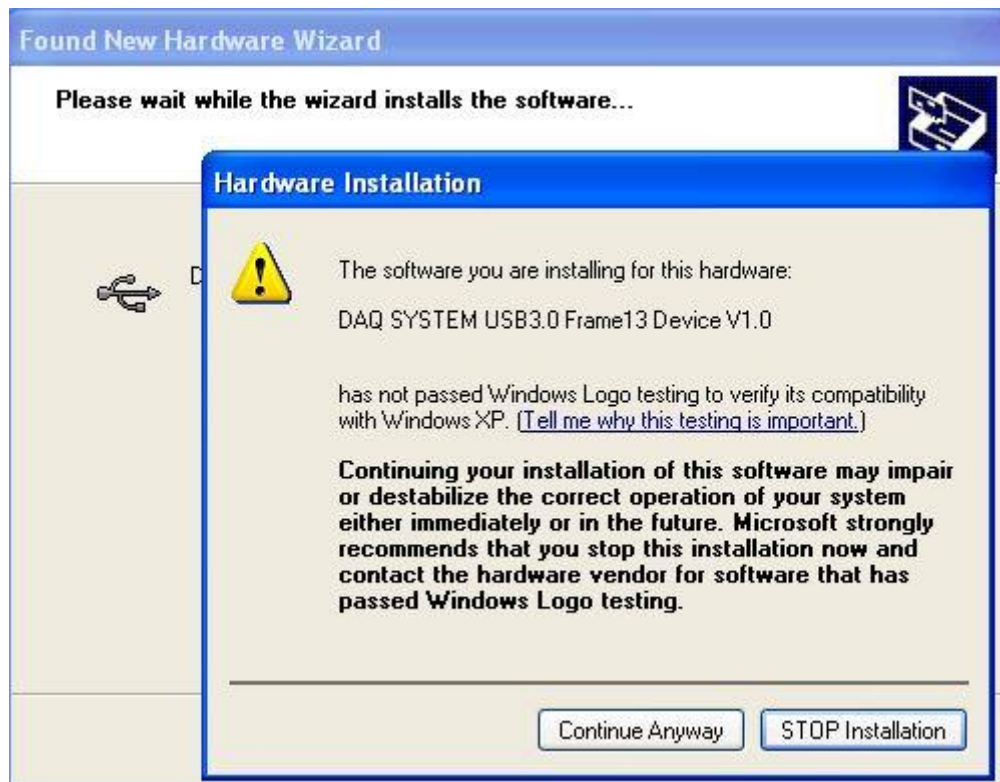 Found New Hardware Wizard
Please wait while the wizard installs the software...
Hardware Installation
D
The software you are installing for this hardware:
DAQ SYSTEM USB3.0 Frame13 Device V1.0
has not passed Windows Logo testing to verify its compatibility
with Windows XP. (Tell me why this testing is important.)
Continuing your installation of this software may impair
or destabilize the correct operation of your system
either immediately or in the future. Microsoft strongly
recommends that you stop this installation now and
contact the hardware vendor for software that has
passed Windows Logo testing.
Continue Anyway
STOP Installation